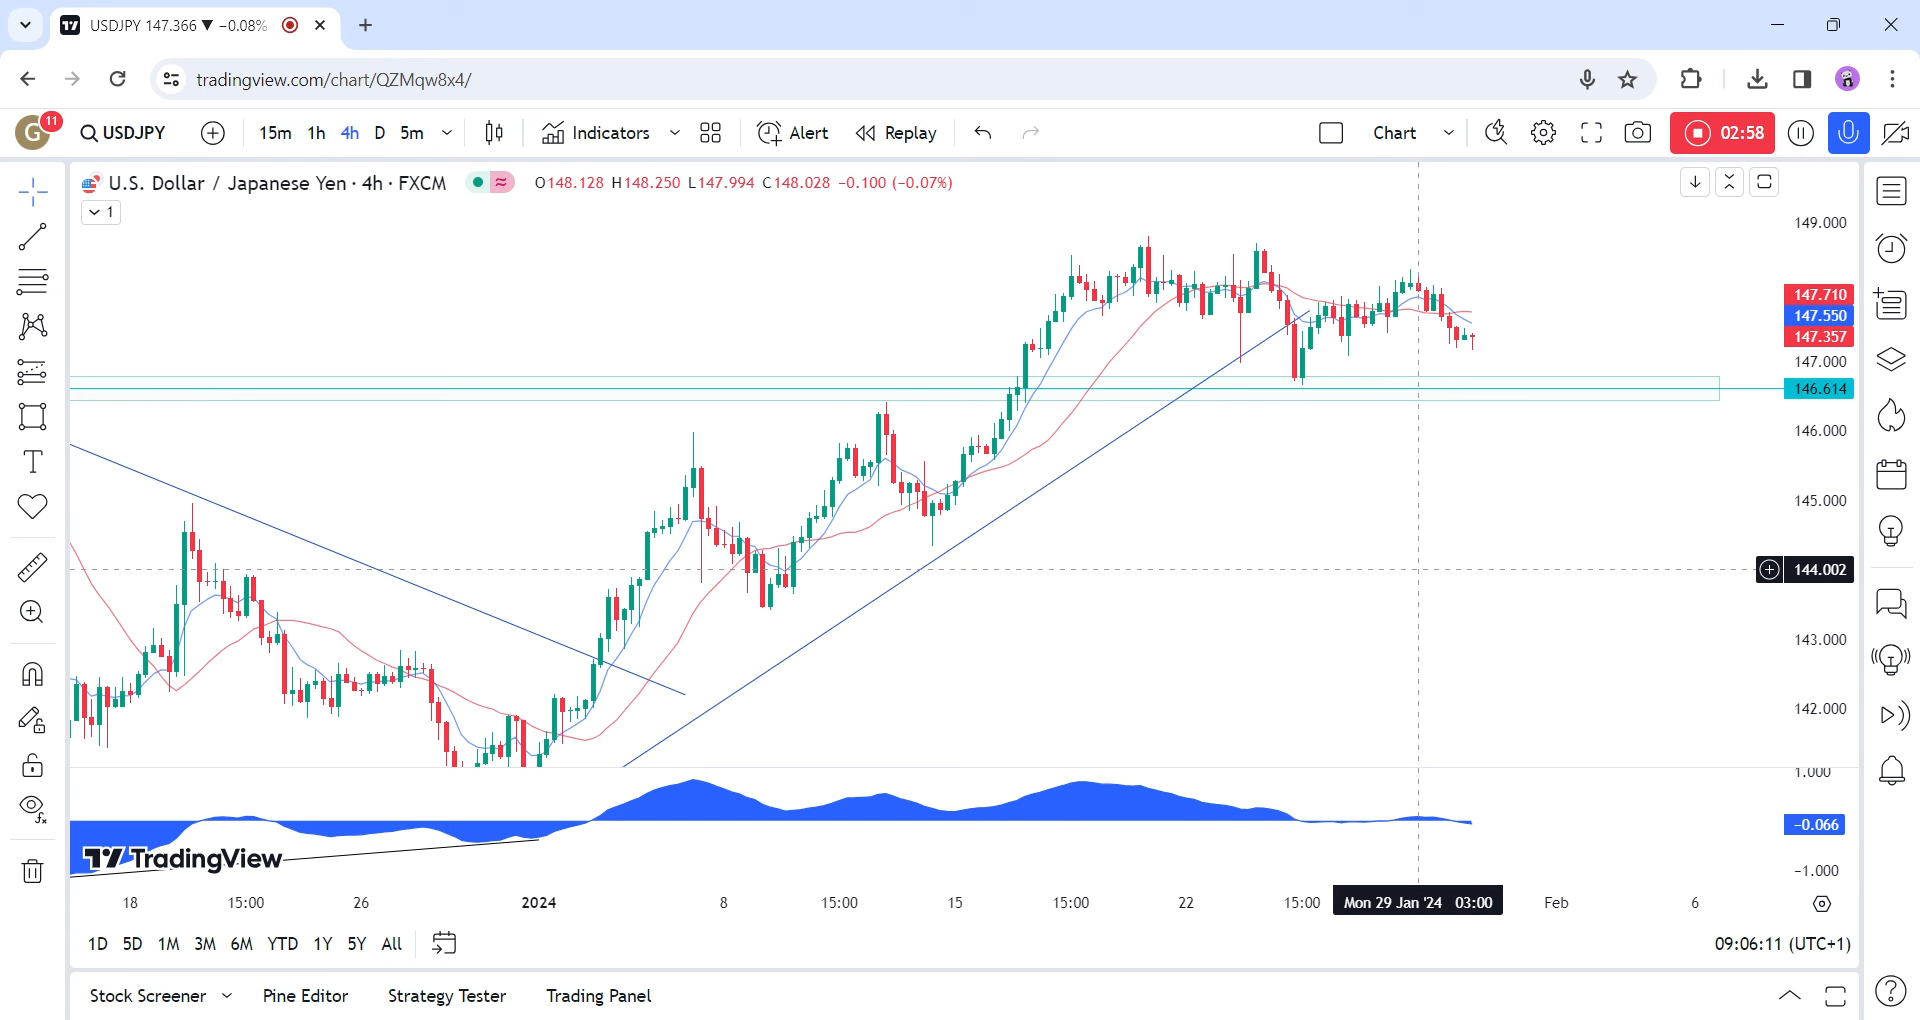 USDJPY 147.366 ▼ −0.08%
tradingview.com/chart/QZMqw8x4/
G 11 USDJPY 15m 1h 4h D 5m Indicators Alert Replay Chart 02:58
U.S. Dollar / Japanese Yen · 4h · FXCM O148.128 H148.250 L147.994 C148.028 −0.100 (−0.07%)
1
149.000
147.710
147.550
147.357
147.000
146.614
146.000
145.000
144.002
143.000
142.000
1.000
−0.066
TradingView
−1.000
18 15:00 26 2024 8 15:00 15 15:00 22 15:00 Mon 29 Jan '24 03:00 Feb 6
1D 5D 1M 3M 6M YTD 1Y 5Y All 09:06:11 (UTC+1)
Stock Screener Pine Editor Strategy Tester Trading Panel